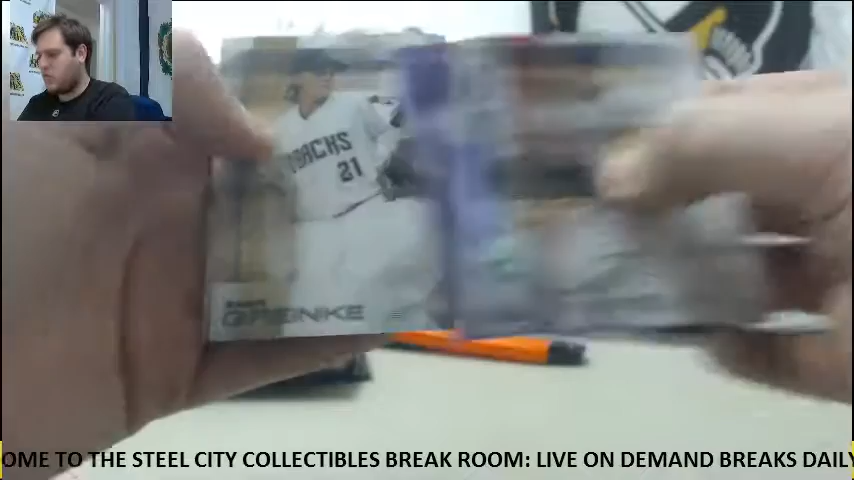 D'BACKS
21
GREINKE
OME TO THE STEEL CITY COLLECTIBLES BREAK ROOM: LIVE ON DEMAND BREAKS DAILY